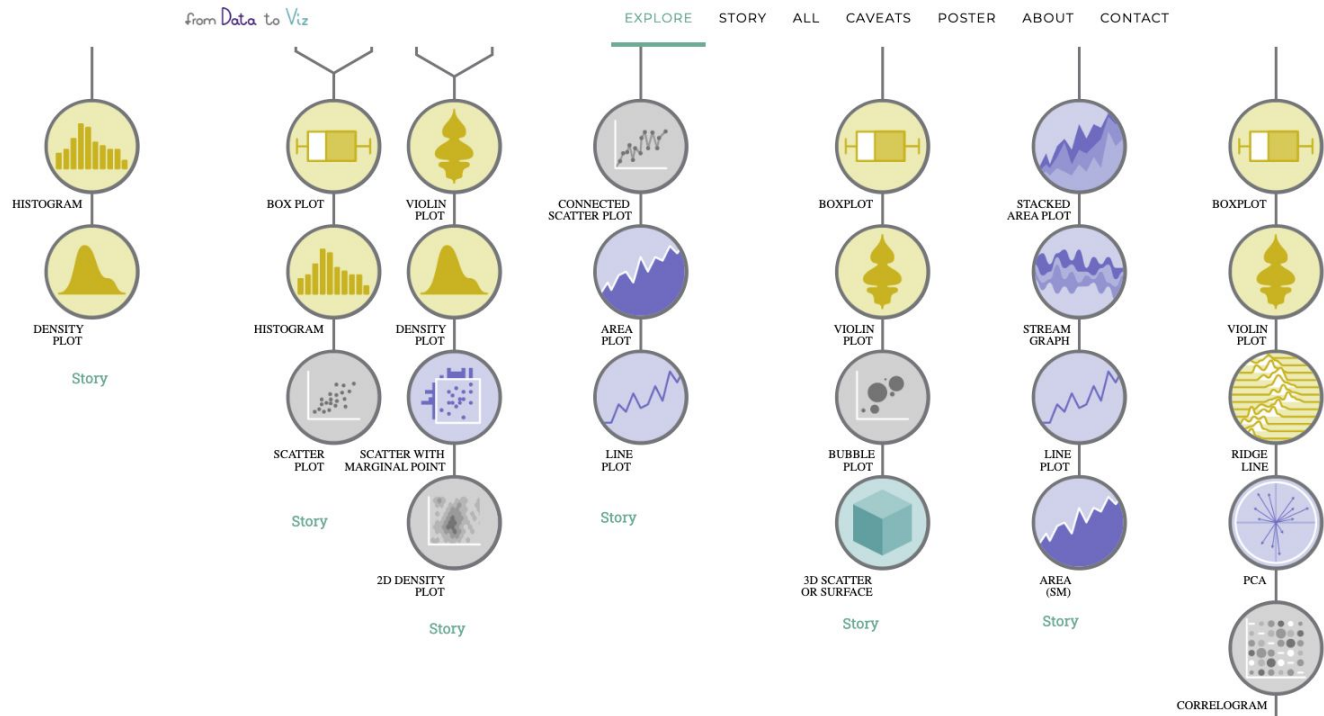 from Data to Viz
EXPLORE
STORY
ALL
CAVEATS
POSTER
ABOUT
CONTACT
HISTOGRAM
DENSITY
PLOT
Story
BOX PLOT
HISTOGRAM
SCATTER
PLOT
Story
VIOLIN
PLOT
DENSITY
PLOT
SCATTER WITH
MARGINAL POINT
2D DENSITY
PLOT
Story
CONNECTED
SCATTER PLOT
AREA
PLOT
LINE
PLOT
Story
BOXPLOT
VIOLIN
PLOT
BUBBLE
PLOT
3D SCATTER
OR SURFACE
Story
STACKED
AREA PLOT
STREAM
GRAPH
LINE
PLOT
AREA
(SM)
Story
BOXPLOT
VIOLIN
PLOT
RIDGE
LINE
PCA
CORRELOGRAM